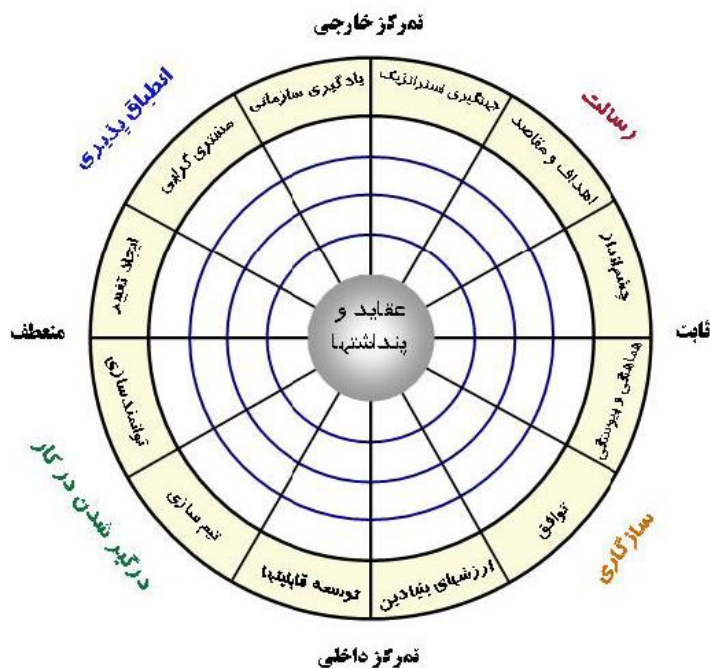 تمرکز خارجی
انطباق پذیری
رسالت
یادگیری سازمانی
جهتگیری استراتژیک
مشتری گرایی
اهداف و مقاصد
ایجاد تغییر
چشم‌انداز
عقاید و
پنداشتها
منعطف
ثابت
توانمندسازی
هماهنگی و پیوستگی
تیم سازی
توافق
توسعه قابلیتها
ارزشهای بنیادین
درگیر شدن در کار
سازگاری
تمرکز داخلی